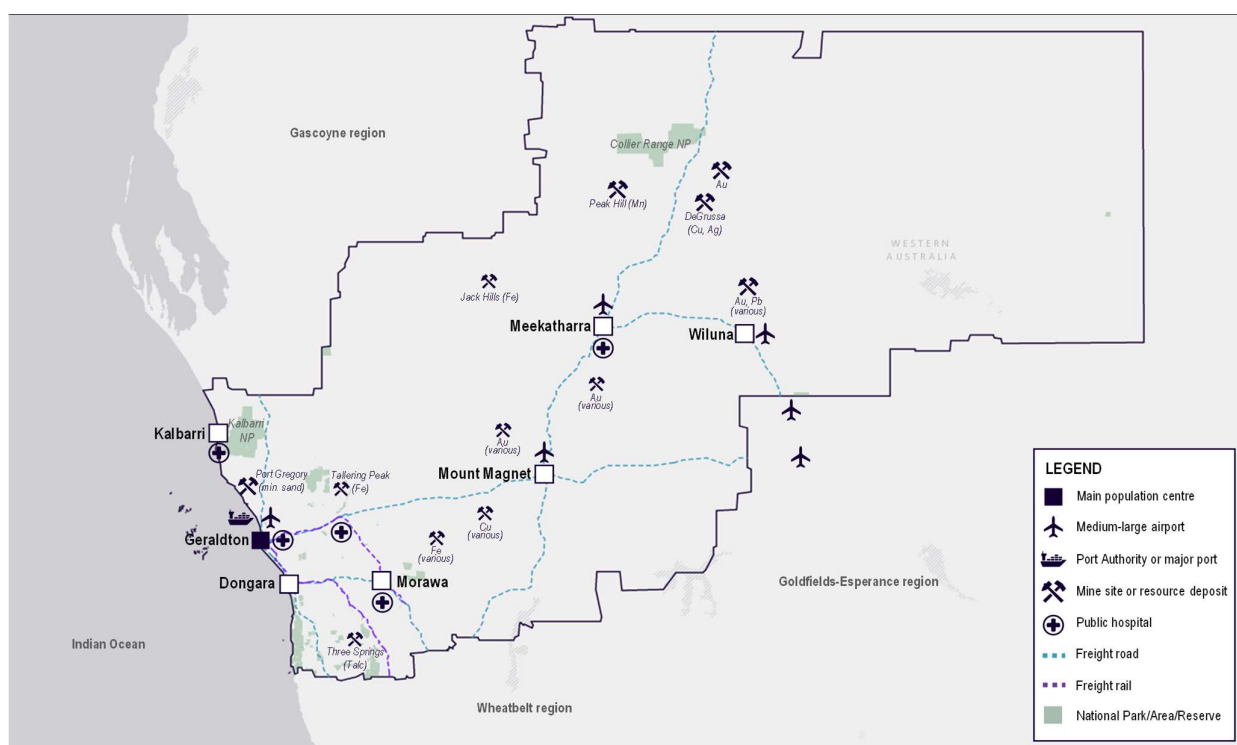 Gascoyne region
Collier Range NP
Au
Peak Hill (Mn)
DeGrussa
(Cu, Ag)
WESTERN
AUSTRALIA
Jack Hills (Fe)
Au, Pb
(various)
Meekatharra
Wiluna
Au
(various)
Kalbarri
NP
Kalbarri
Au
(various)
Mount Magnet
Port Gregory
(min. sand)
Tallering Peak
(Fe)
Cu
(various)
Geraldton
Fe
(various)
Dongara
Morawa
Goldfields-Esperance region
Indian Ocean
Three Springs
(Talc)
Wheatbelt region
LEGEND
Main population centre
Medium-large airport
Port Authority or major port
Mine site or resource deposit
Public hospital
Freight road
Freight rail
National Park/Area/Reserve